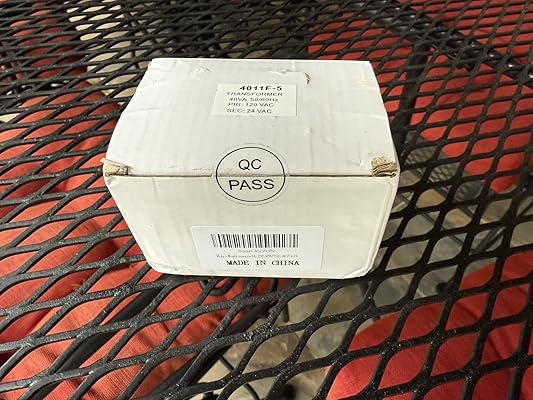 4011F-5
TRANSFORMER
40VA 50/60Hz
PRI: 120 VAC
SEC: 24 VAC
QC
PASS
MADE IN CHINA